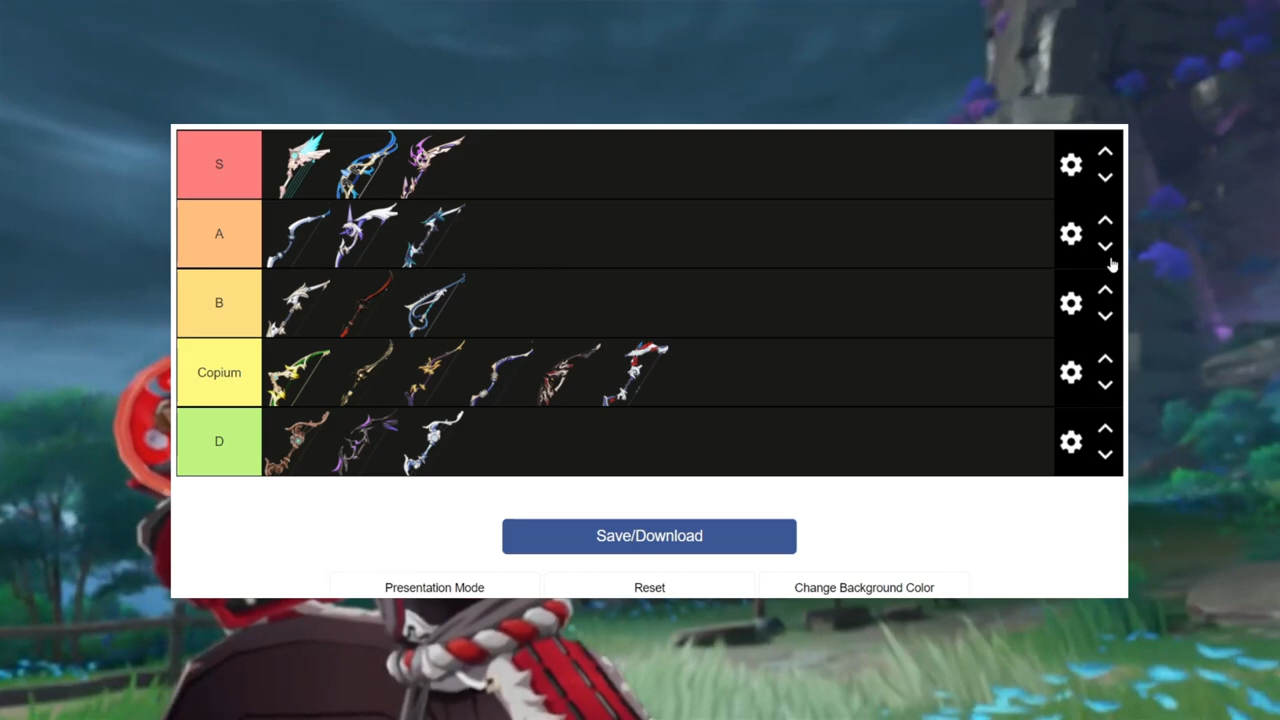 S
A
B
Copium
D
Save/Download
Presentation Mode
Reset
Change Background Color